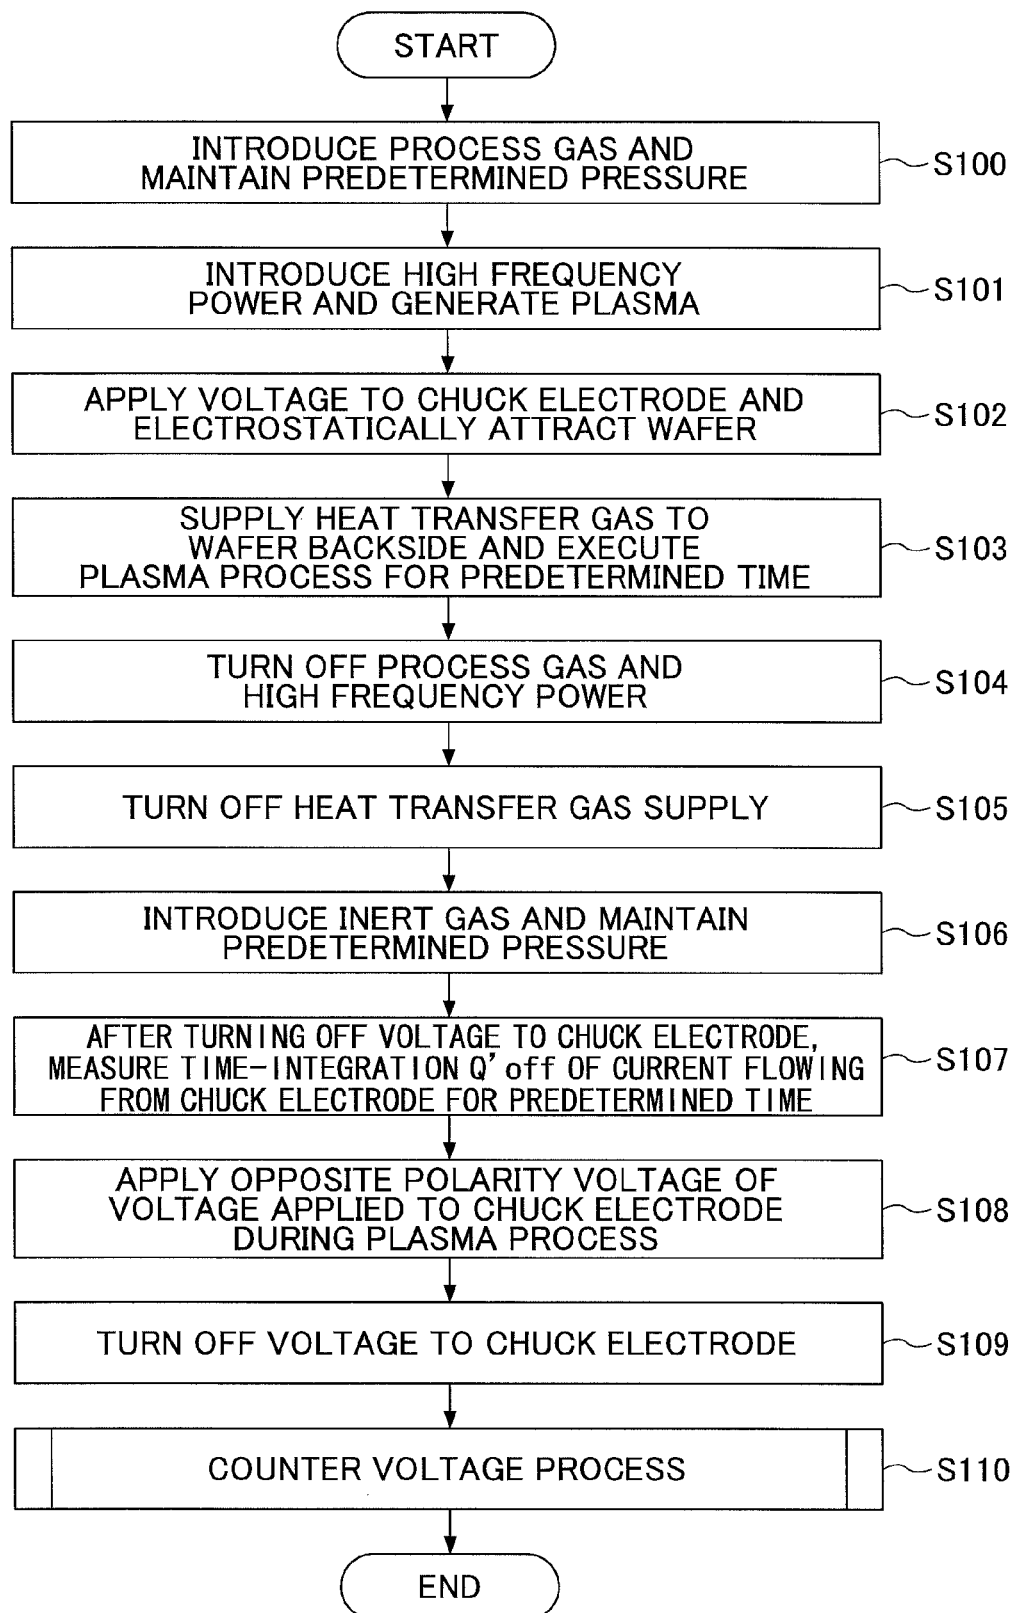 START
INTRODUCE PROCESS GAS AND
MAINTAIN PREDETERMINED PRESSURE
S100
INTRODUCE HIGH FREQUENCY
POWER AND GENERATE PLASMA
S101
APPLY VOLTAGE TO CHUCK ELECTRODE AND
ELECTROSTATICALLY ATTRACT WAFER
S102
SUPPLY HEAT TRANSFER GAS TO
WAFER BACKSIDE AND EXECUTE
PLASMA PROCESS FOR PREDETERMINED TIME
S103
TURN OFF PROCESS GAS AND
HIGH FREQUENCY POWER
S104
TURN OFF HEAT TRANSFER GAS SUPPLY
S105
INTRODUCE INERT GAS AND MAINTAIN
PREDETERMINED PRESSURE
S106
AFTER TURNING OFF VOLTAGE TO CHUCK ELECTRODE,
MEASURE TIME-INTEGRATION Q'off OF CURRENT FLOWING
FROM CHUCK ELECTRODE FOR PREDETERMINED TIME
S107
APPLY OPPOSITE POLARITY VOLTAGE OF
VOLTAGE APPLIED TO CHUCK ELECTRODE
DURING PLASMA PROCESS
S108
TURN OFF VOLTAGE TO CHUCK ELECTRODE
S109
COUNTER VOLTAGE PROCESS
S110
END